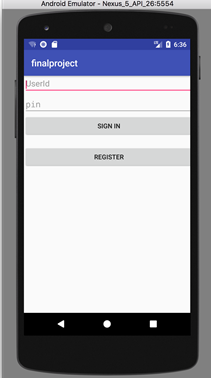 Android Emulator - Nexus_5_API_26:5554
6:36
finalproject
UserId
pin
SIGN IN
REGISTER